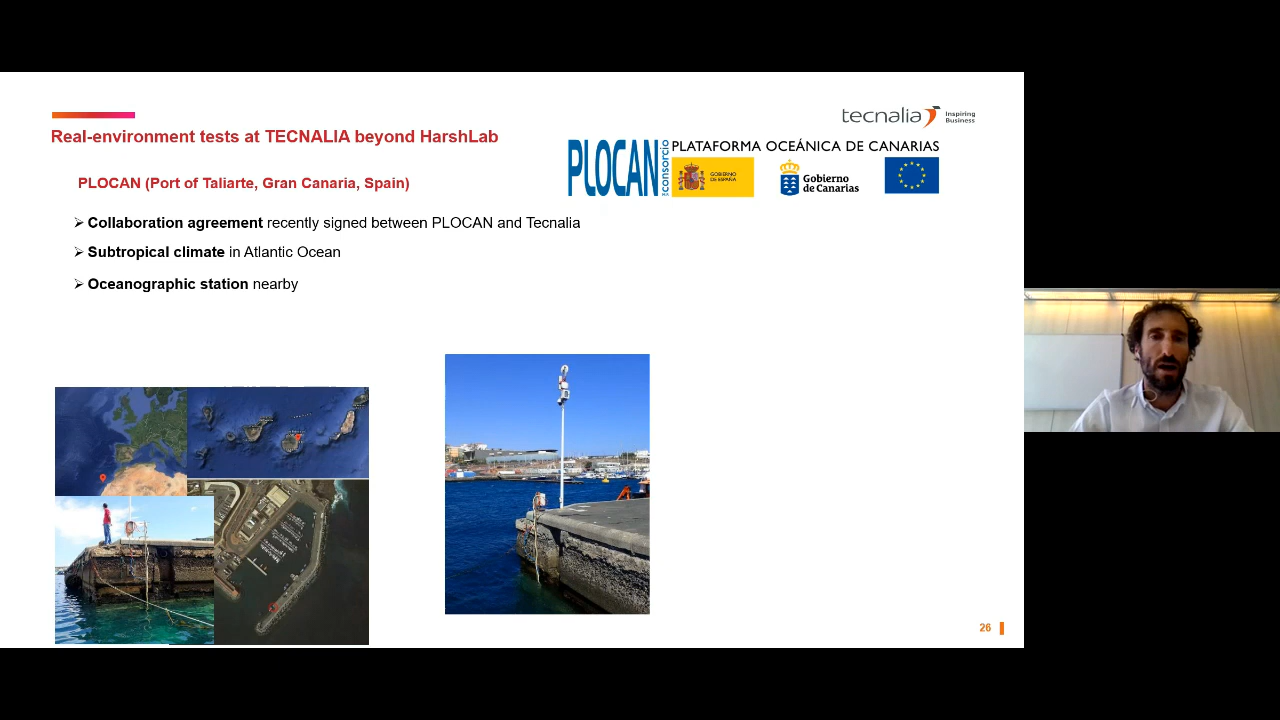 tecnalia Inspiring Business
Real-environment tests at TECNALIA beyond HarshLab
PLOCAN consorcio PLATAFORMA OCEÁNICA DE CANARIAS
GOBIERNO DE ESPAÑA
Gobierno de Canarias
PLOCAN (Port of Taliarte, Gran Canaria, Spain)
➢ Collaboration agreement recently signed between PLOCAN and Tecnalia
➢ Subtropical climate in Atlantic Ocean
➢ Oceanographic station nearby
26